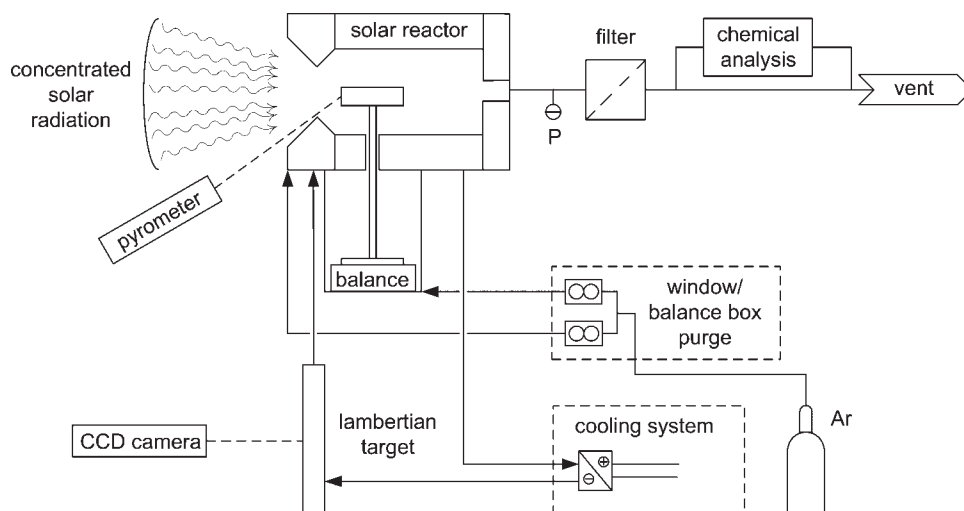 concentrated
solar
radiation
solar reactor
filter
chemical
analysis
vent
P
pyrometer
balance
window/
balance box
purge
Ar
CCD camera
lambertian
target
cooling system